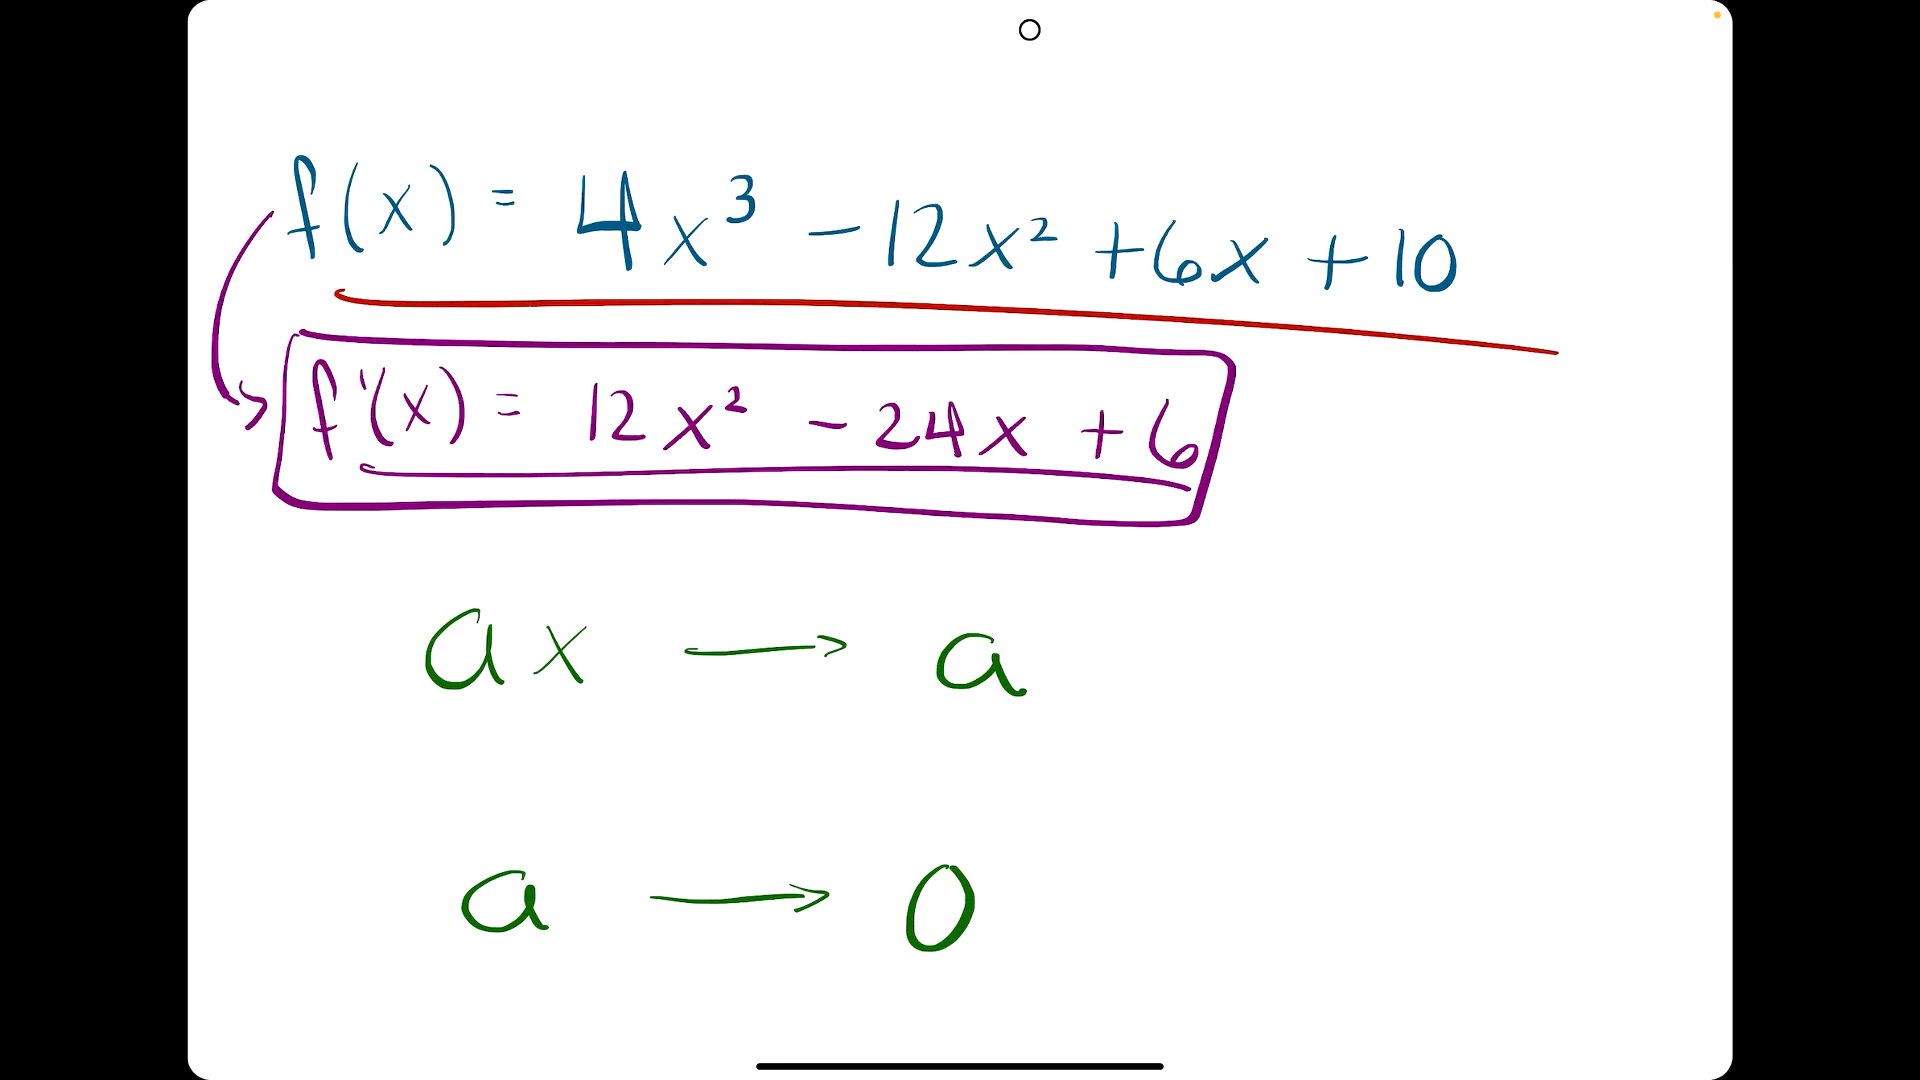 f(x) = 4x³ - 12x² + 6x + 10
f'(x) = 12x² - 24x + 6
ax → a
a → 0